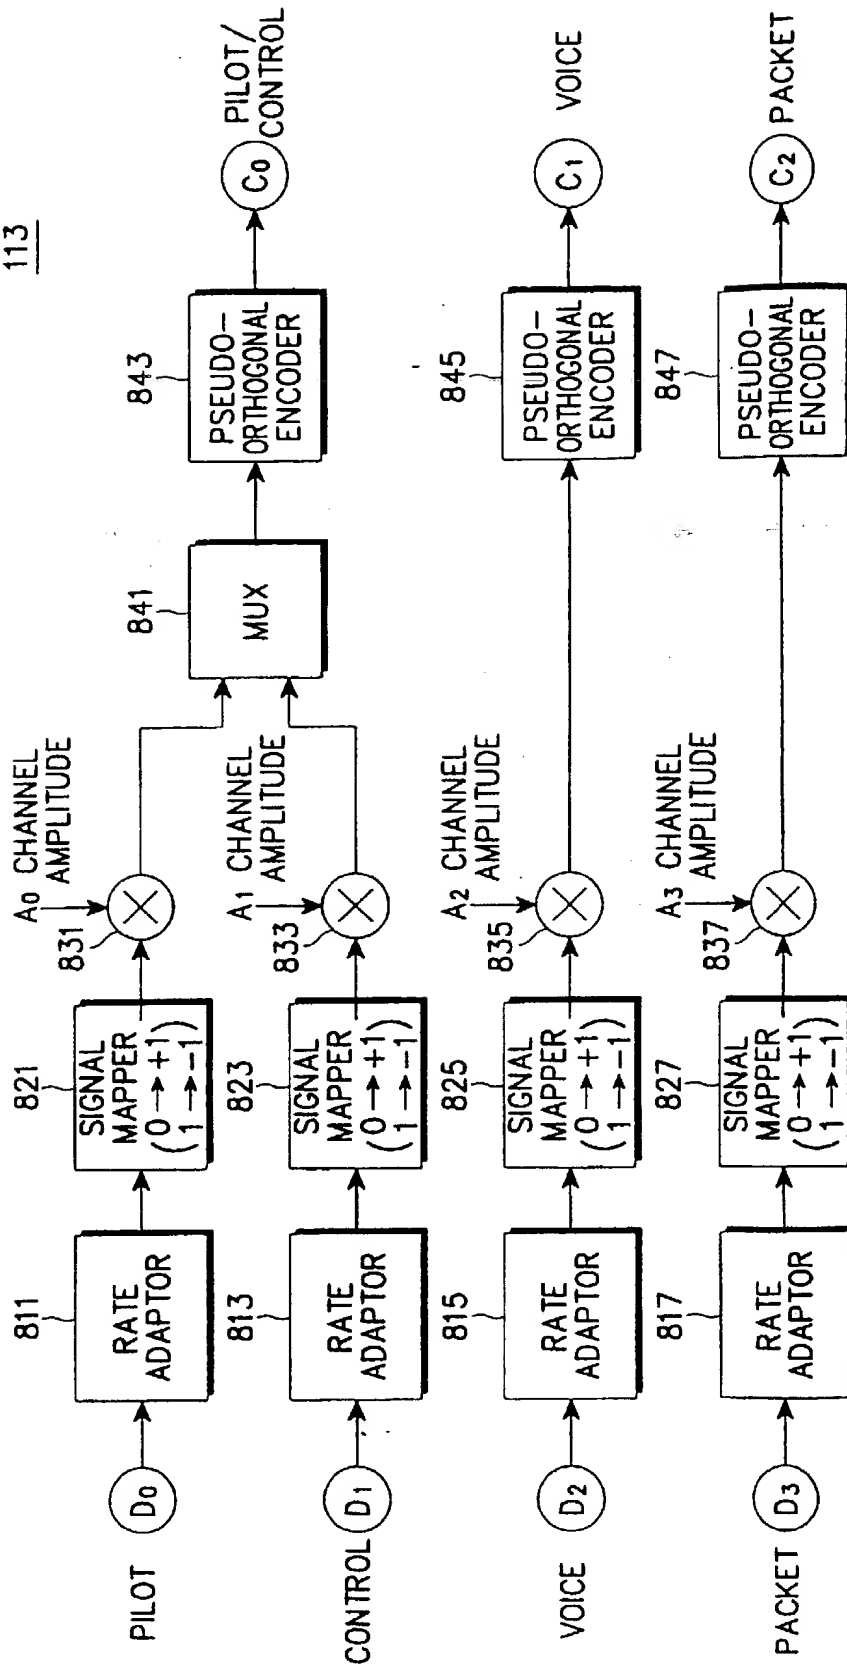 113
PILOT
D0
811
RATE
ADAPTOR
821
SIGNAL
MAPPER
(0→+1)
(1→-1)
831
A0 CHANNEL
AMPLITUDE
841
MUX
843
PSEUDO-
ORTHOGONAL
ENCODER
C0
PILOT/
CONTROL
CONTROL
D1
813
RATE
ADAPTOR
823
SIGNAL
MAPPER
(0→+1)
(1→-1)
833
A1 CHANNEL
AMPLITUDE
VOICE
D2
815
RATE
ADAPTOR
825
SIGNAL
MAPPER
(0→+1)
(1→-1)
835
A2 CHANNEL
AMPLITUDE
845
PSEUDO-
ORTHOGONAL
ENCODER
C1
VOICE
PACKET
D3
817
RATE
ADAPTOR
827
SIGNAL
MAPPER
(0→+1)
(1→-1)
837
A3 CHANNEL
AMPLITUDE
847
PSEUDO-
ORTHOGONAL
ENCODER
C2
PACKET